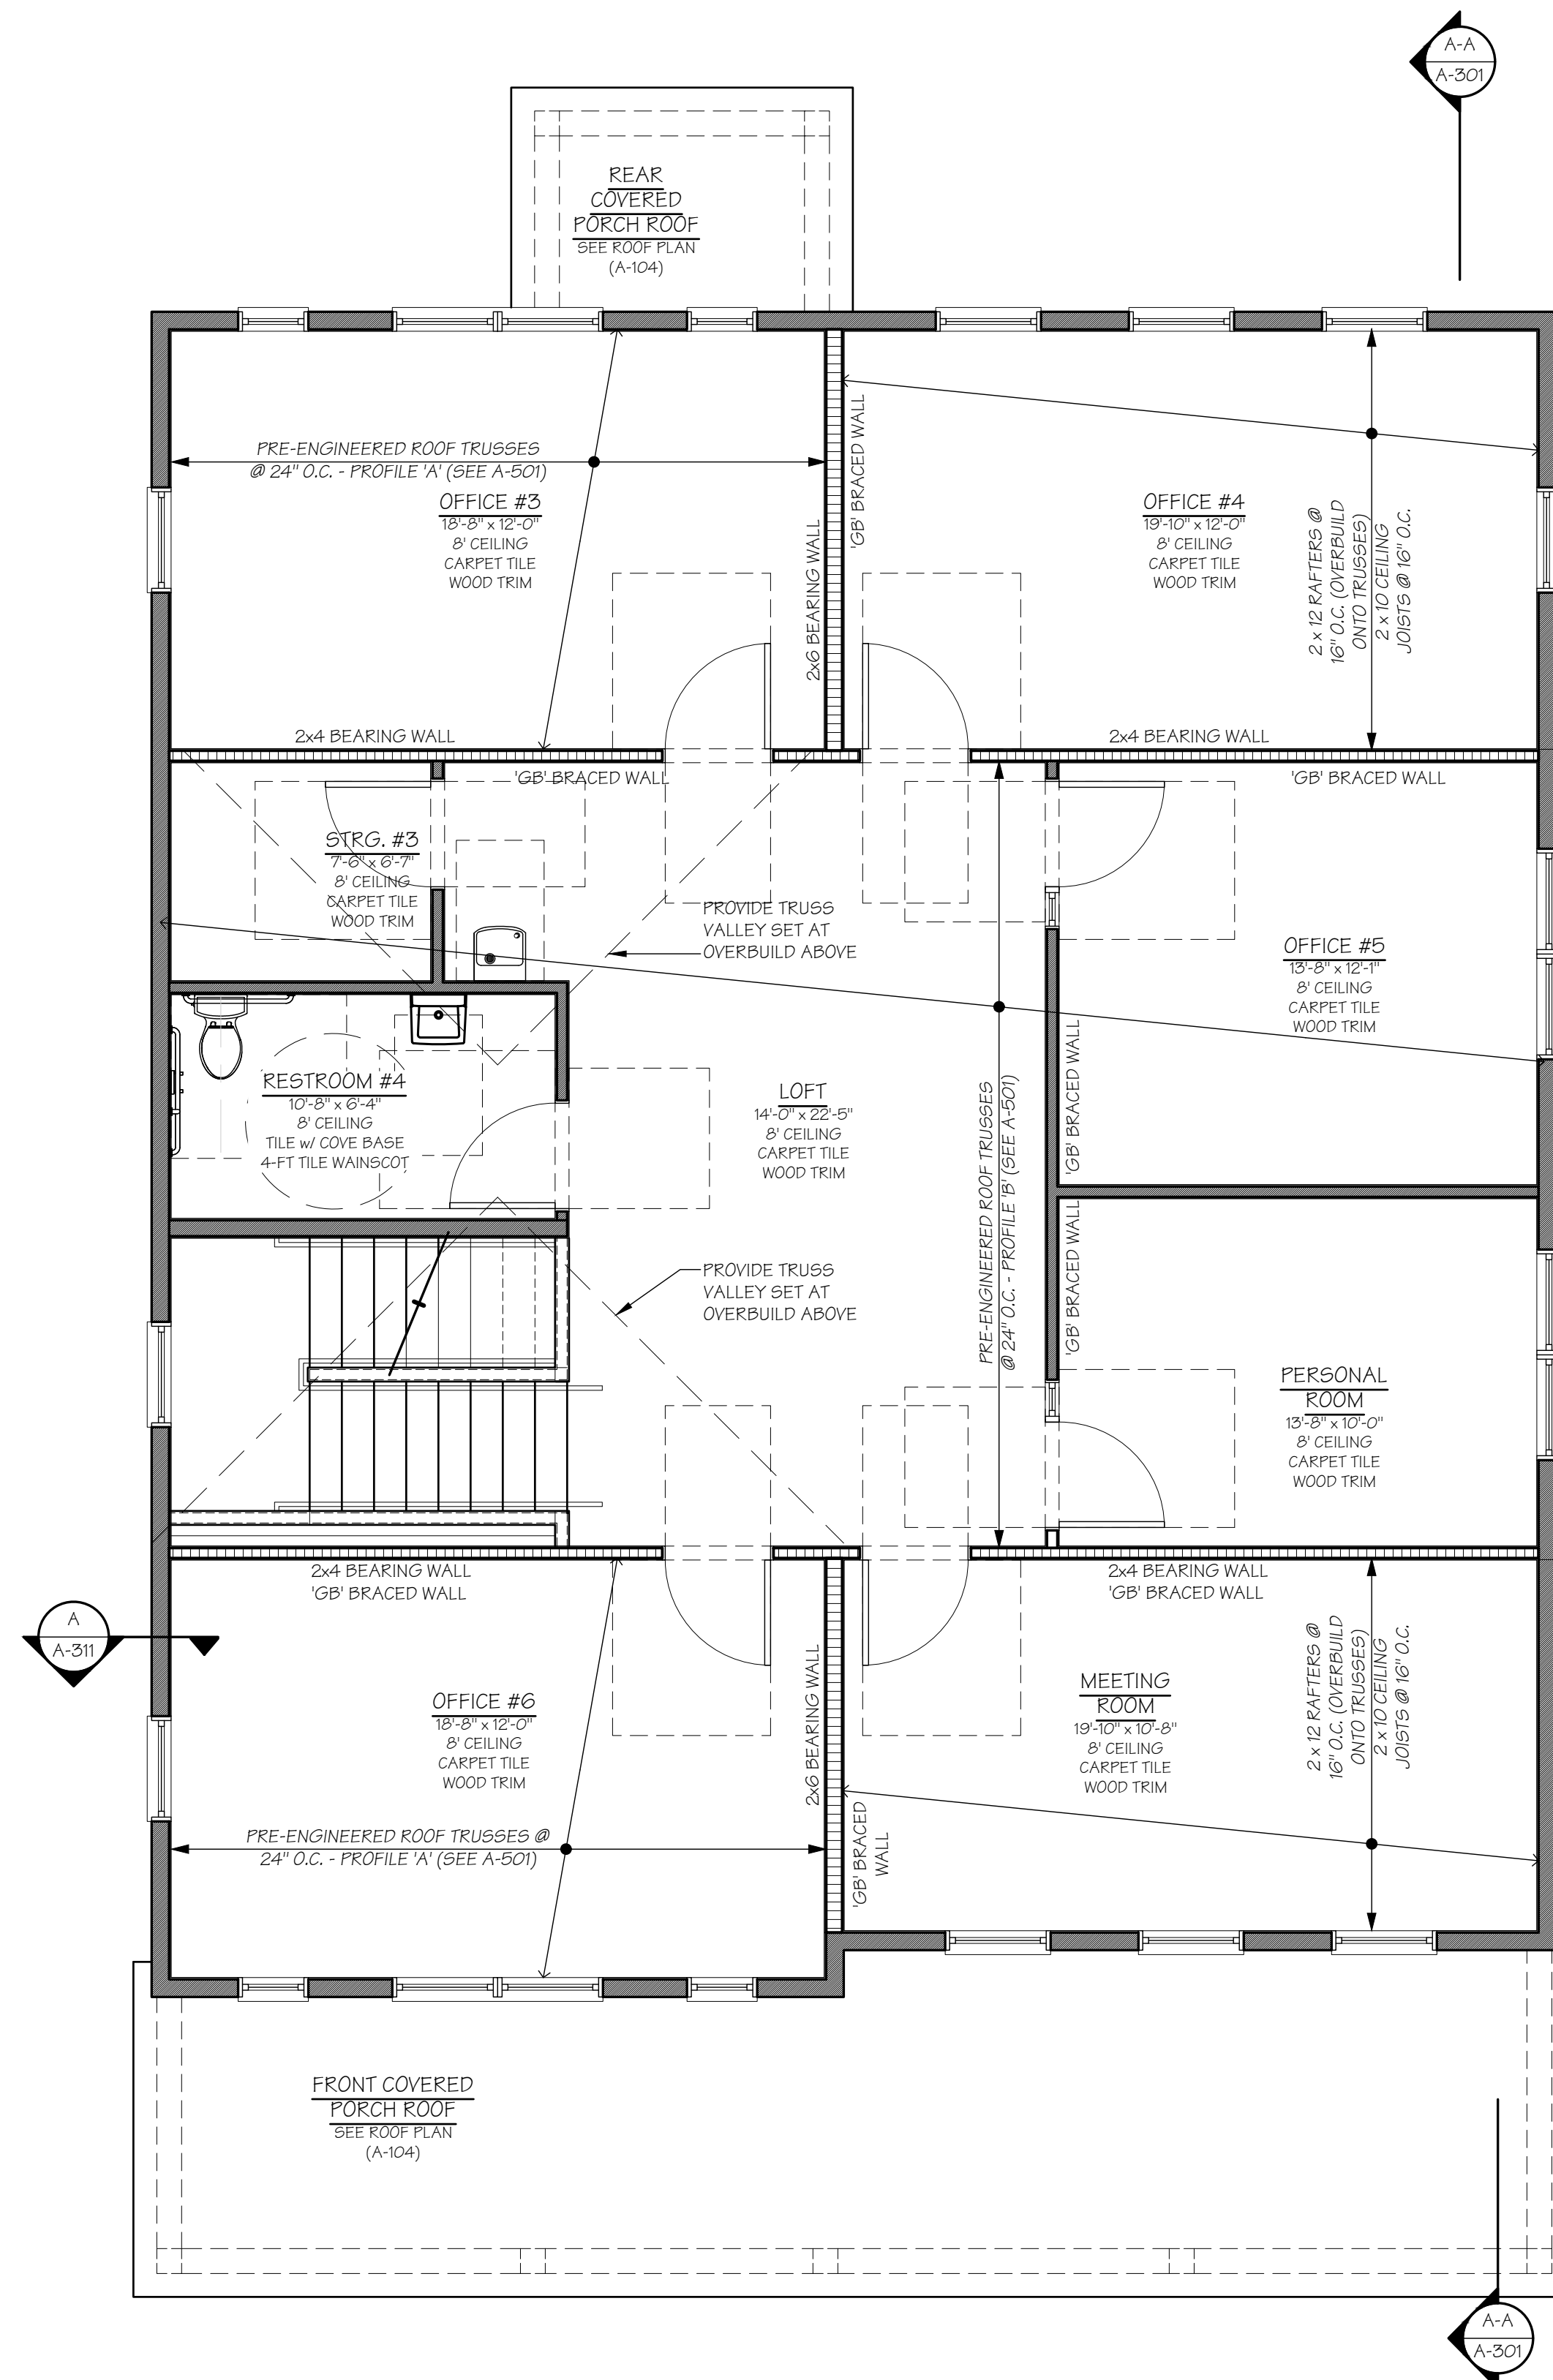 A-A
A-301
REAR
COVERED
PORCH ROOF
SEE ROOF PLAN
(A-104)
PRE-ENGINEERED ROOF TRUSSES
@ 24" O.C. - PROFILE 'A' (SEE A-501)
OFFICE #3
18'-8" x 12'-0"
8' CEILING
CARPET TILE
WOOD TRIM
2x6 BEARING WALL
'GB' BRACED WALL
OFFICE #4
19'-10" x 12'-0"
8' CEILING
CARPET TILE
WOOD TRIM
2 x 12 RAFTERS @
16" O.C. (OVERBUILD
ONTO TRUSSES)
2 x 10 CEILING
JOISTS @ 16" O.C.
2x4 BEARING WALL
'GB' BRACED WALL
2x4 BEARING WALL
'GB' BRACED WALL
STRG. #3
7'-6" x 6'-7"
8' CEILING
CARPET TILE
WOOD TRIM
PROVIDE TRUSS
VALLEY SET AT
OVERBUILD ABOVE
OFFICE #5
13'-8" x 12'-1"
8' CEILING
CARPET TILE
WOOD TRIM
'GB' BRACED WALL
RESTROOM #4
10'-8" x 6'-4"
8' CEILING
TILE w/ COVE BASE
4-FT TILE WAINSCOT
LOFT
14'-0" x 22'-5"
8' CEILING
CARPET TILE
WOOD TRIM
PRE-ENGINEERED ROOF TRUSSES
@ 24" O.C. - PROFILE 'B' (SEE A-501)
'GB' BRACED WALL
PROVIDE TRUSS
VALLEY SET AT
OVERBUILD ABOVE
PERSONAL
ROOM
13'-8" x 10'-0"
8' CEILING
CARPET TILE
WOOD TRIM
2x4 BEARING WALL
'GB' BRACED WALL
2x4 BEARING WALL
'GB' BRACED WALL
A
A-311
OFFICE #6
18'-8" x 12'-0"
8' CEILING
CARPET TILE
WOOD TRIM
2x6 BEARING WALL
'GB' BRACED
WALL
MEETING
ROOM
19'-10" x 10'-8"
8' CEILING
CARPET TILE
WOOD TRIM
2 x 12 RAFTERS @
16" O.C. (OVERBUILD
ONTO TRUSSES)
2 x 10 CEILING
JOISTS @ 16" O.C.
PRE-ENGINEERED ROOF TRUSSES @
24" O.C. - PROFILE 'A' (SEE A-501)
FRONT COVERED
PORCH ROOF
SEE ROOF PLAN
(A-104)
A-A
A-301